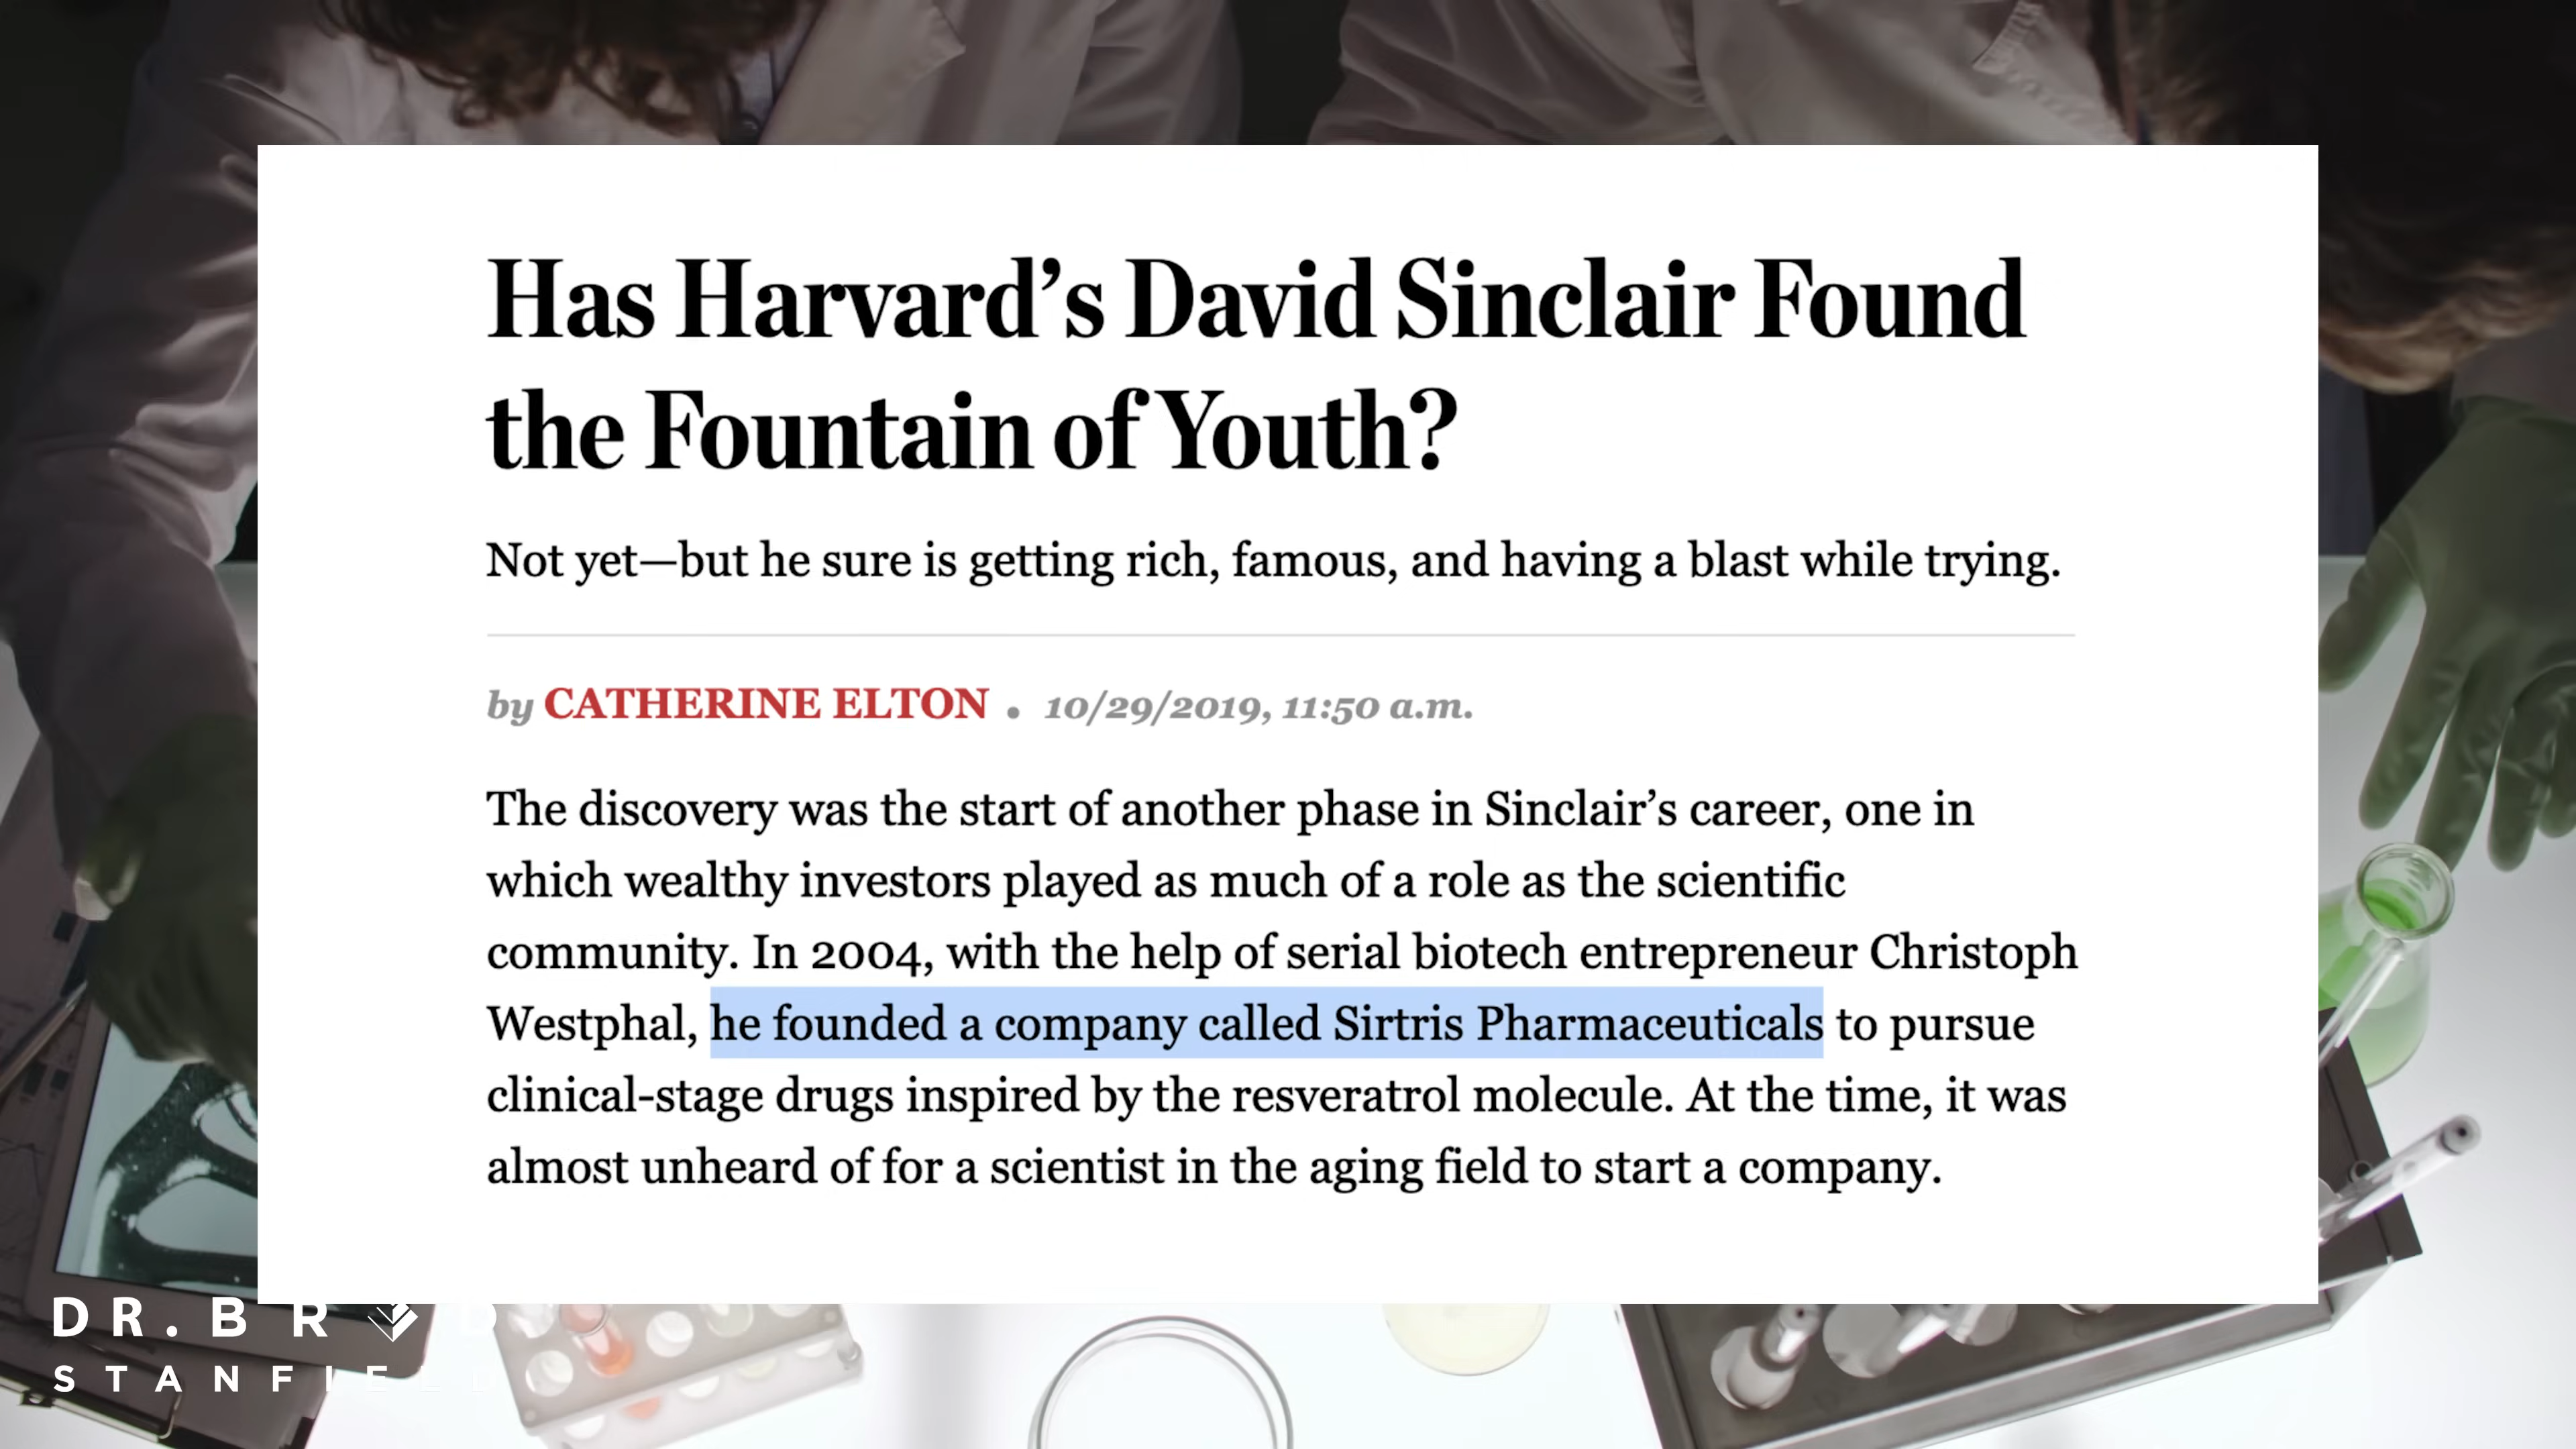 Has Harvard’s David Sinclair Found
the Fountain of Youth?
Not yet—but he sure is getting rich, famous, and having a blast while trying.
by CATHERINE ELTON • 10/29/2019, 11:50 a.m.
The discovery was the start of another phase in Sinclair’s career, one in
which wealthy investors played as much of a role as the scientific
community. In 2004, with the help of serial biotech entrepreneur Christoph
Westphal, he founded a company called Sirtris Pharmaceuticals to pursue
clinical-stage drugs inspired by the resveratrol molecule. At the time, it was
almost unheard of for a scientist in the aging field to start a company.
DR. BRAD
STANFIELD